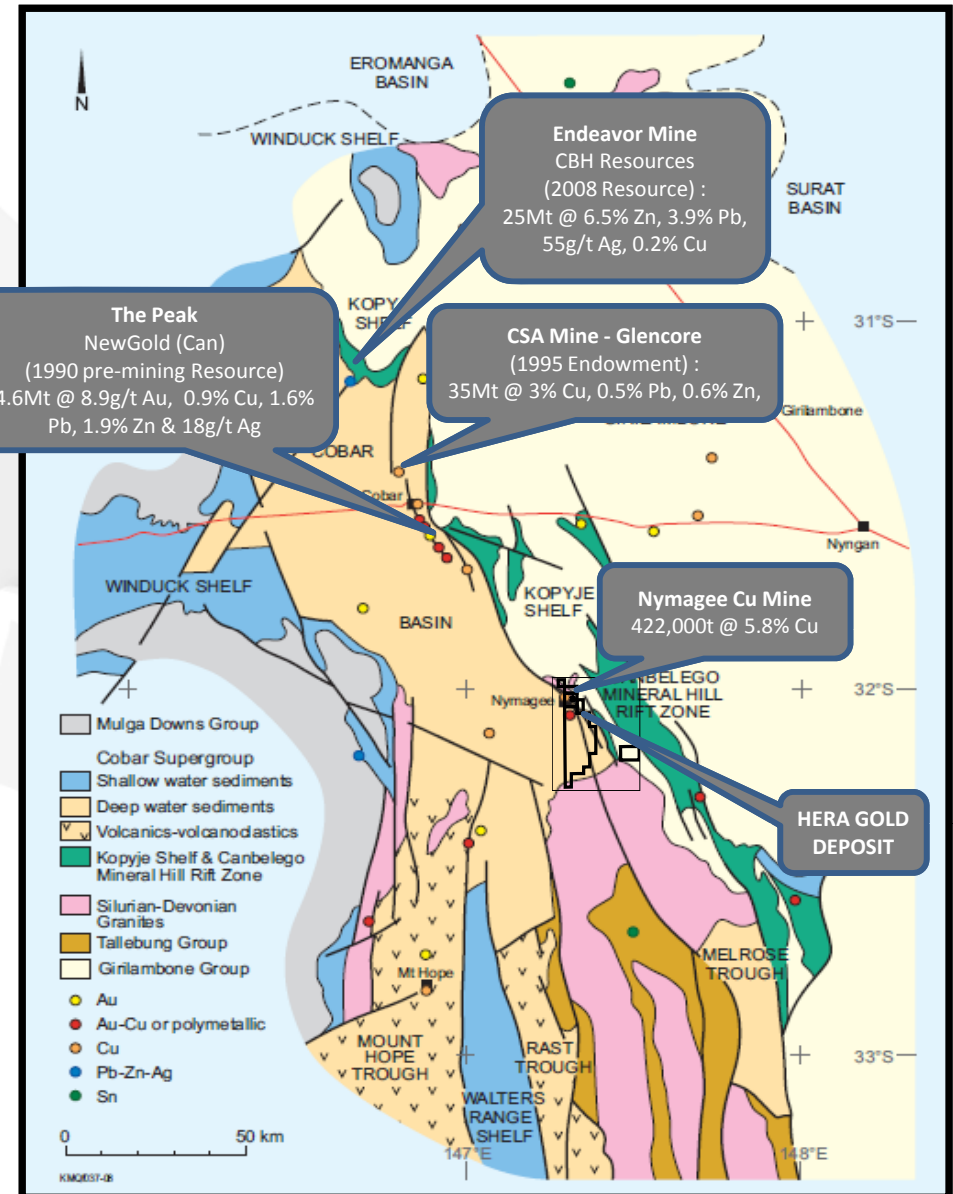 N
EROMANGA
BASIN
WINDUCK SHELF
SURAT
BASIN
Endeavor Mine
CBH Resources
(2008 Resource) :
25Mt @ 6.5% Zn, 3.9% Pb,
55g/t Ag, 0.2% Cu
KOPY
SHELF
31°S
The Peak
NewGold (Can)
(1990 pre-mining Resource)
4.6Mt @ 8.9g/t Au, 0.9% Cu, 1.6%
Pb, 1.9% Zn & 18g/t Ag
CSA Mine - Glencore
(1995 Endowment) :
35Mt @ 3% Cu, 0.5% Pb, 0.6% Zn,
Girilambone
COBAR
Cobar
Nyngan
WINDUCK SHELF
BASIN
KOPYJE
SHELF
Nymagee Cu Mine
422,000t @ 5.8% Cu
Nymagee
ANBELEGO
MINERAL HILL
RIFT ZONE
32°S
HERA GOLD
DEPOSIT
Mulga Downs Group
Cobar Supergroup
Shallow water sediments
Deep water sediments
Volcanics-volcanoclastics
Kopyje Shelf & Canbelego
Mineral Hill Rift Zone
Silurian-Devonian
Granites
Tallebung Group
Girilambone Group
Au
Au-Cu or polymetallic
Cu
Pb-Zn-Ag
Sn
0 50 km
KMQf037-08
Mt Hope
MOUNT
HOPE
TROUGH
RAST
TROUGH
WALTERS
RANGE
SHELF
MELROSE
TROUGH
33°S
147°E
148°E